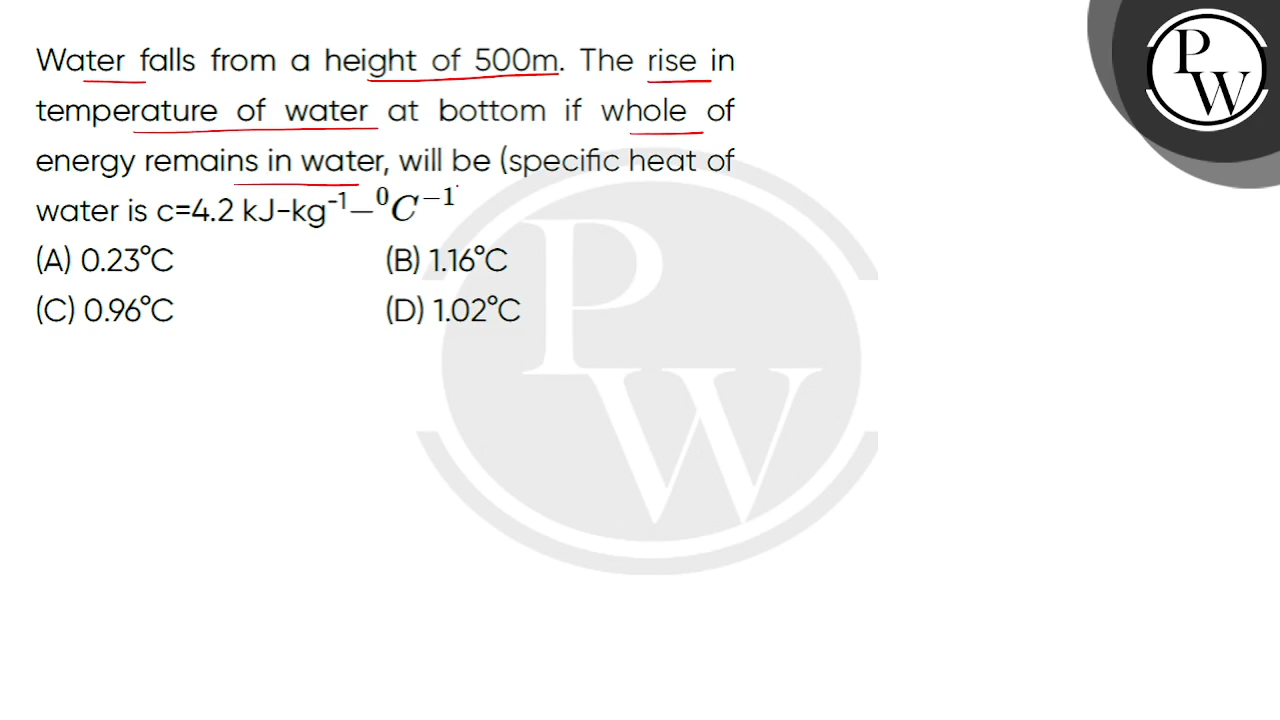 Water falls from a height of 500m. The rise in
temperature of water at bottom if whole of
energy remains in water, will be (specific heat of
water is c=4.2 kJ-kg⁻¹–⁰C⁻¹
(A) 0.23°C (B) 1.16°C
(C) 0.96°C (D) 1.02°C
P
W
P
W